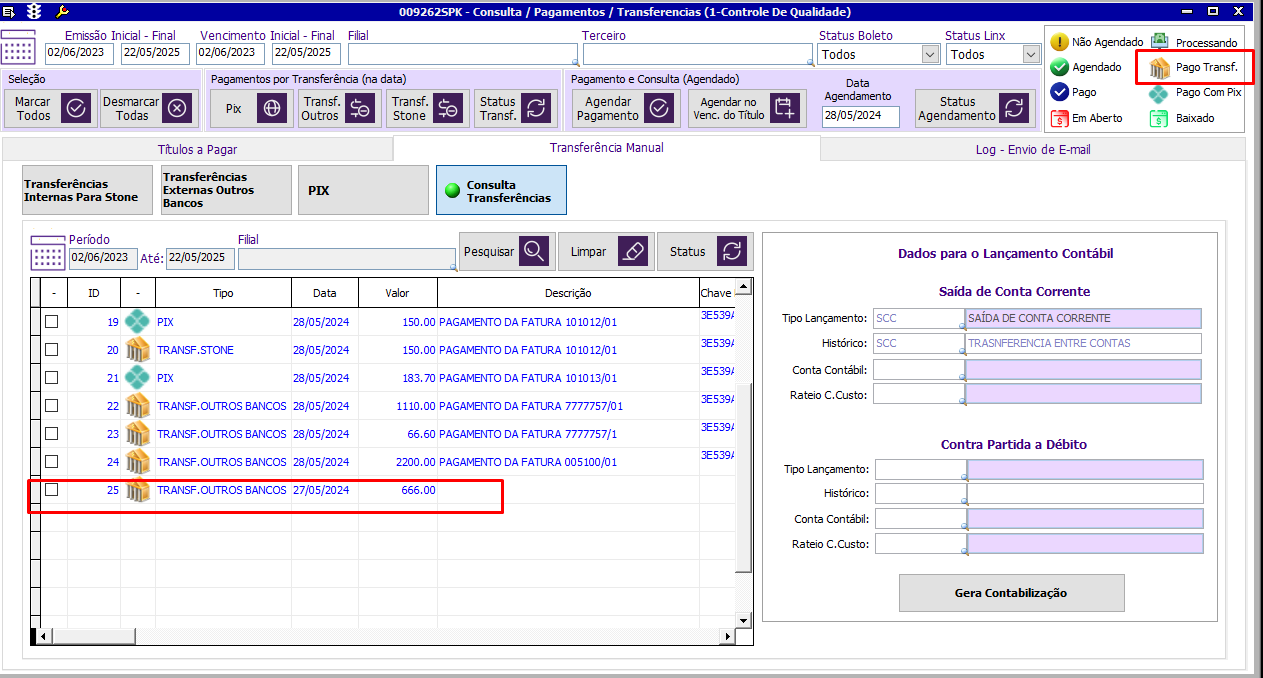 009262SPK - Consulta / Pagamentos / Transferencias (1-Controle De Qualidade)
Emissão Inicial - Final
Vencimento Inicial - Final
Filial
Terceiro
Status Boleto
Status Linx
02/06/2023
22/05/2025
02/06/2023
22/05/2025
Todos
Todos
Não Agendado
Processando
Agendado
Pago Transf.
Pago
Pago Com Pix
Em Aberto
Baixado
Seleção
Marcar
Todos
Desmarcar
Todas
Pagamentos por Transferência (na data)
Pix
Transf.
Outros
Transf.
Stone
Status
Transf.
Pagamento e Consulta (Agendado)
Agendar
Pagamento
Agendar no
Venc. do Título
Data
Agendamento
28/05/2024
Status
Agendamento
Títulos a Pagar
Transferência Manual
Log - Envio de E-mail
Transferências
Internas Para Stone
Transferências
Externas Outros
Bancos
PIX
Consulta
Transferências
Período
Filial
02/06/2023
Até:
22/05/2025
Pesquisar
Limpar
Status
- ID - Tipo Data Valor Descrição Chave
19 PIX 28/05/2024 150.00 PAGAMENTO DA FATURA 101012/01 3E539A
20 TRANSF.STONE 28/05/2024 150.00 PAGAMENTO DA FATURA 101012/01 3E539A
21 PIX 28/05/2024 183.70 PAGAMENTO DA FATURA 101013/01 3E539A
22 TRANSF.OUTROS BANCOS 28/05/2024 1110.00 PAGAMENTO DA FATURA 7777757/01 3E539A
23 TRANSF.OUTROS BANCOS 28/05/2024 66.60 PAGAMENTO DA FATURA 7777757/1 3E539A
24 TRANSF.OUTROS BANCOS 28/05/2024 2200.00 PAGAMENTO DA FATURA 005100/01 3E539A
25 TRANSF.OUTROS BANCOS 27/05/2024 666.00
Dados para o Lançamento Contábil
Saída de Conta Corrente
Tipo Lançamento: SCC SAÍDA DE CONTA CORRENTE
Histórico: SCC TRASNFERENCIA ENTRE CONTAS
Conta Contábil:
Rateio C.Custo:
Contra Partida a Débito
Tipo Lançamento:
Histórico:
Conta Contábil:
Rateio C.Custo:
Gera Contabilização